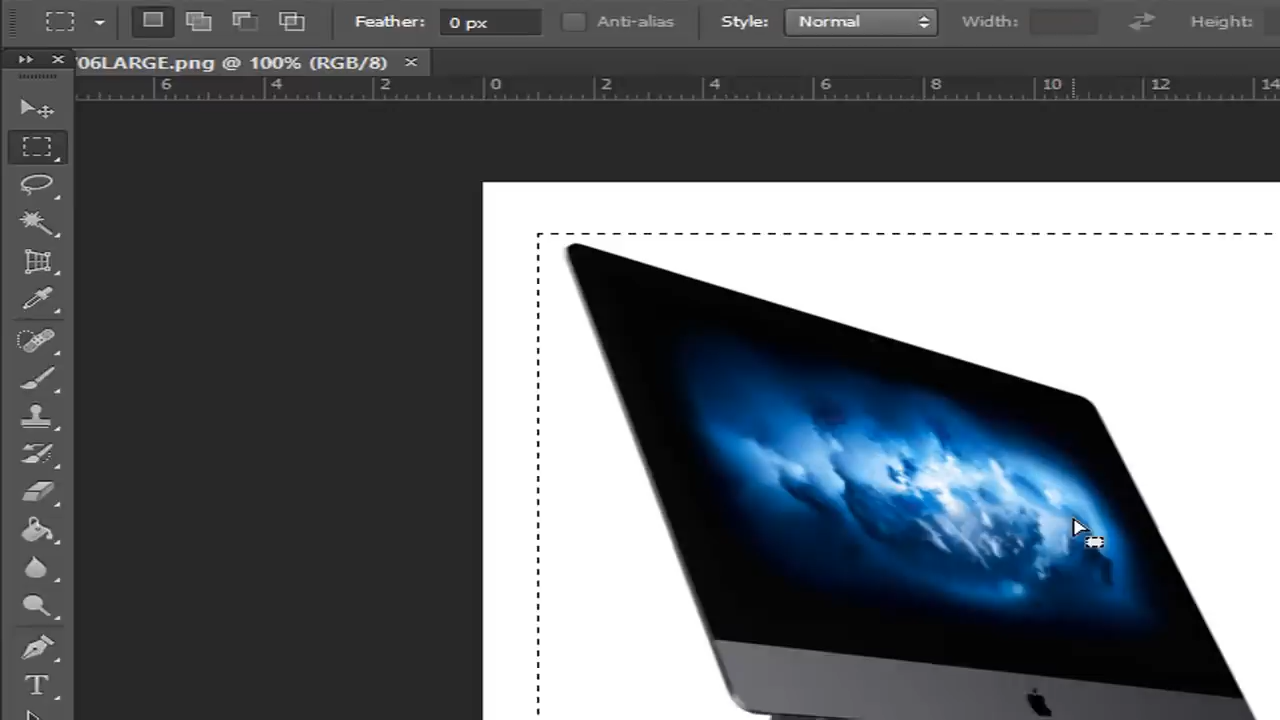 Feather: 0 px Anti-alias Style: Normal Width: Height:
06LARGE.png @ 100% (RGB/8) ×
6 4 2 0 2 4 6 8 10 12 14
T